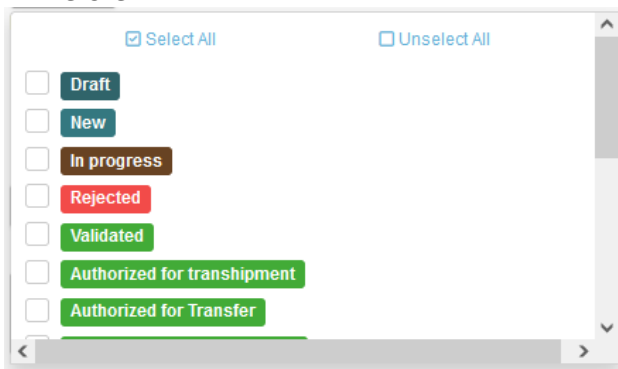 Select All Unselect All
Draft
New
In progress
Rejected
Validated
Authorized for transhipment
Authorized for Transfer